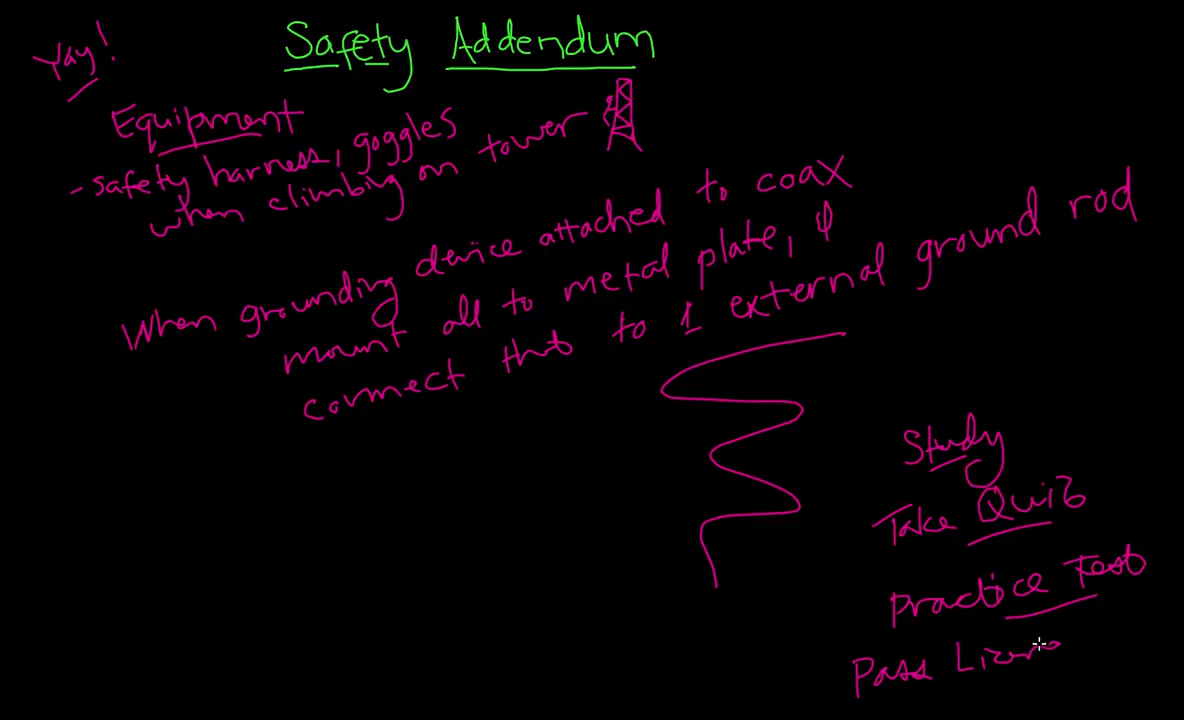 Safety Addendum
Yay!
Equipment
- safety harness, goggles
when climbing on tower
When grounding device attached to coax
mount all to metal plate, &
connect that to 1 external ground rod
Study
Take Quiz
Practice Test
Pass